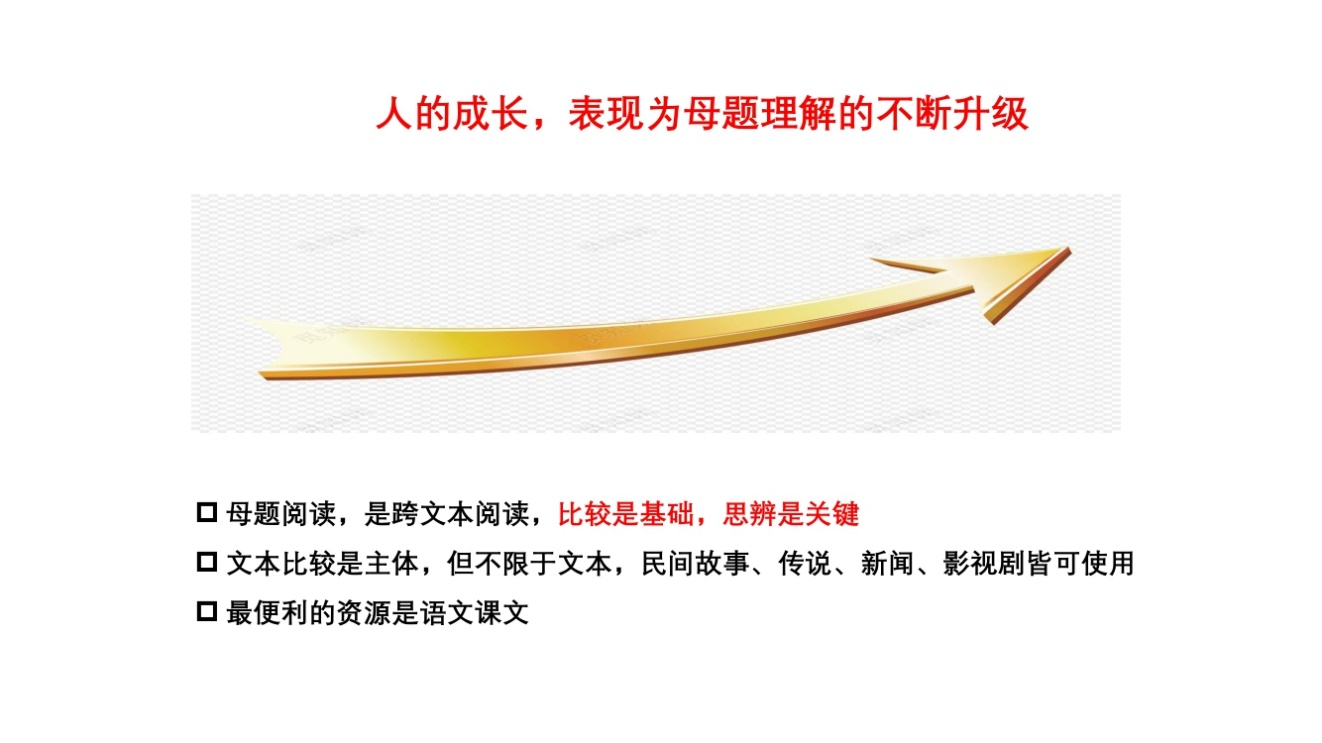 人的成长，表现为母题理解的不断升级
母题阅读，是跨文本阅读，比较是基础，思辨是关键
文本比较是主体，但不限于文本，民间故事、传说、新闻、影视剧皆可使用
最便利的资源是语文课文